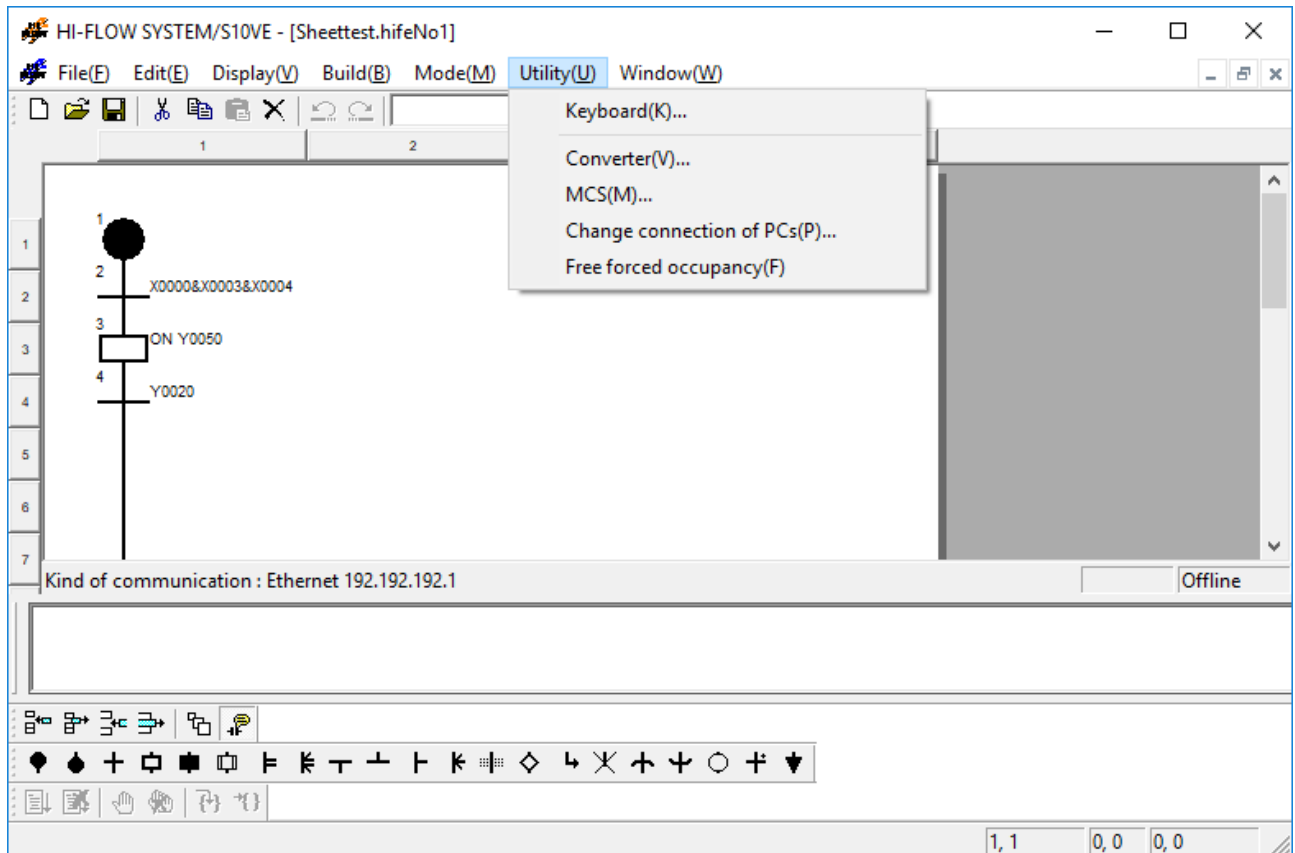 HI-FLOW SYSTEM/S10VE - [Sheettest.hifeNo1]
File(F) Edit(E) Display(V) Build(B) Mode(M) Utility(U) Window(W)
Keyboard(K)...
Converter(V)...
MCS(M)...
Change connection of PCs(P)...
Free forced occupancy(F)
1 2
1
2
3
4
5
6
7
1
2 X0000&X0003&X0004
3 ON Y0050
4 Y0020
Kind of communication : Ethernet 192.192.192.1 Offline
1, 1 0, 0 0, 0